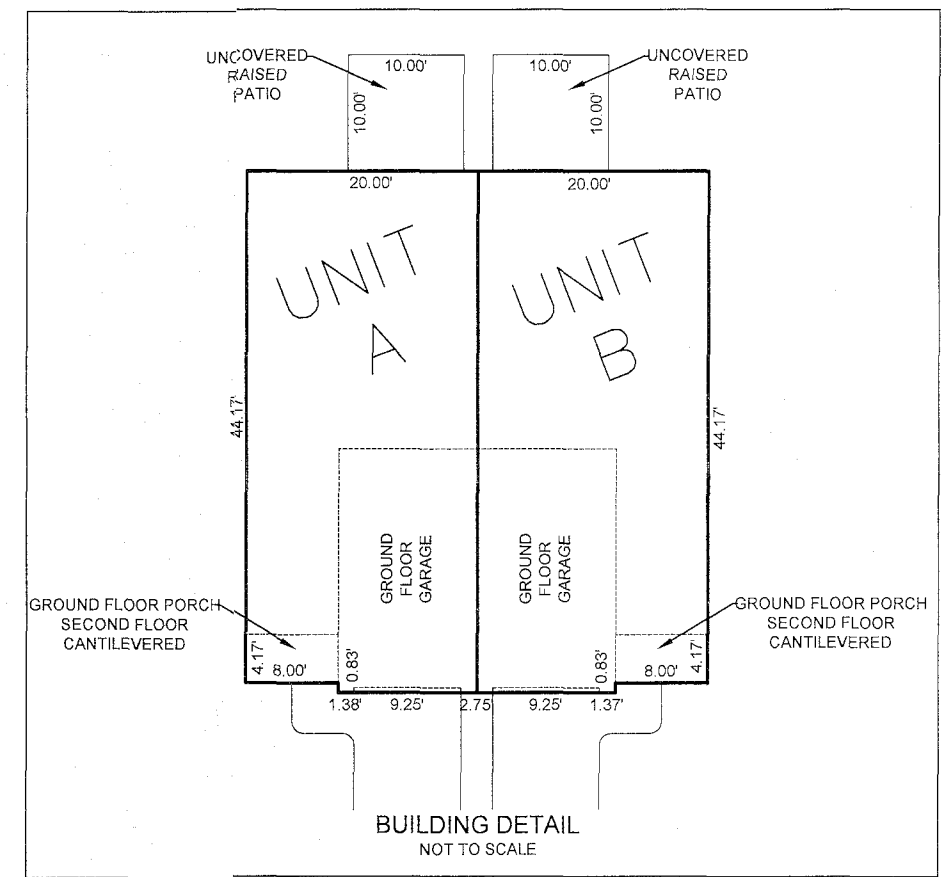 UNCOVERED
RAISED
PATIO
10.00'
10.00'
UNCOVERED
RAISED
PATIO
10.00'
10.00'
20.00'
20.00'
UNIT
A
UNIT
B
44.17'
44.17'
GROUND
FLOOR
GARAGE
GROUND
FLOOR
GARAGE
GROUND FLOOR PORCH
SECOND FLOOR
CANTILEVERED
GROUND FLOOR PORCH
SECOND FLOOR
CANTILEVERED
4.17'
8.00'
0.83'
0.83'
8.00'
4.17'
1.38'
9.25'
2.75'
9.25'
1.37'
BUILDING DETAIL
NOT TO SCALE